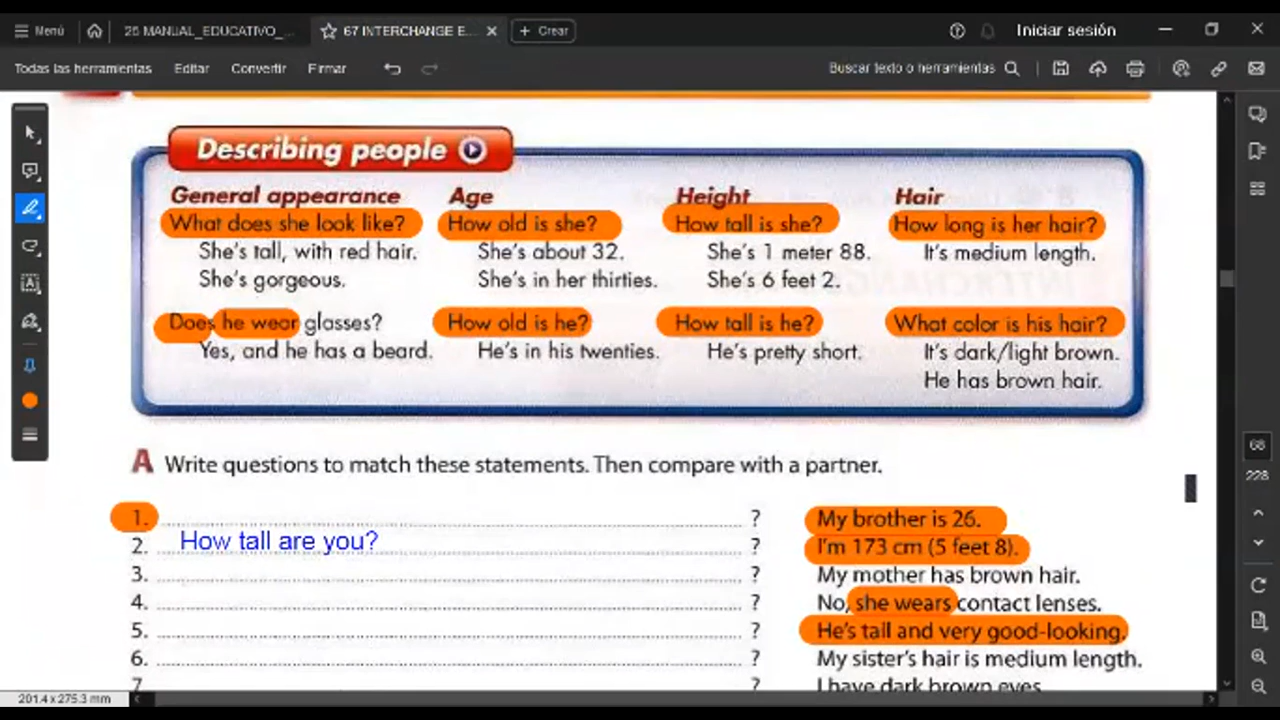 Menú
26 MANUAL_EDUCATIVO_...
67 INTERCHANGE E...
+ Crear
Iniciar sesión
Todas las herramientas
Editar
Convertir
Firmar
Buscar texto o herramientas
Describing people
General appearance
What does she look like?
She's tall, with red hair.
She's gorgeous.
Does he wear glasses?
Yes, and he has a beard.
Age
How old is she?
She's about 32.
She's in her thirties.
How old is he?
He's in his twenties.
Height
How tall is she?
She's 1 meter 88.
She's 6 feet 2.
How tall is he?
He's pretty short.
Hair
How long is her hair?
It's medium length.
What color is his hair?
It's dark/light brown.
He has brown hair.
A Write questions to match these statements. Then compare with a partner.
1. ? My brother is 26.
2. How tall are you? ? I'm 173 cm (5 feet 8).
3. ? My mother has brown hair.
4. ? No, she wears contact lenses.
5. ? He's tall and very good-looking.
6. ? My sister's hair is medium length.
7. ? I have dark brown eyes.
68
228
201.4 x 275.3 mm